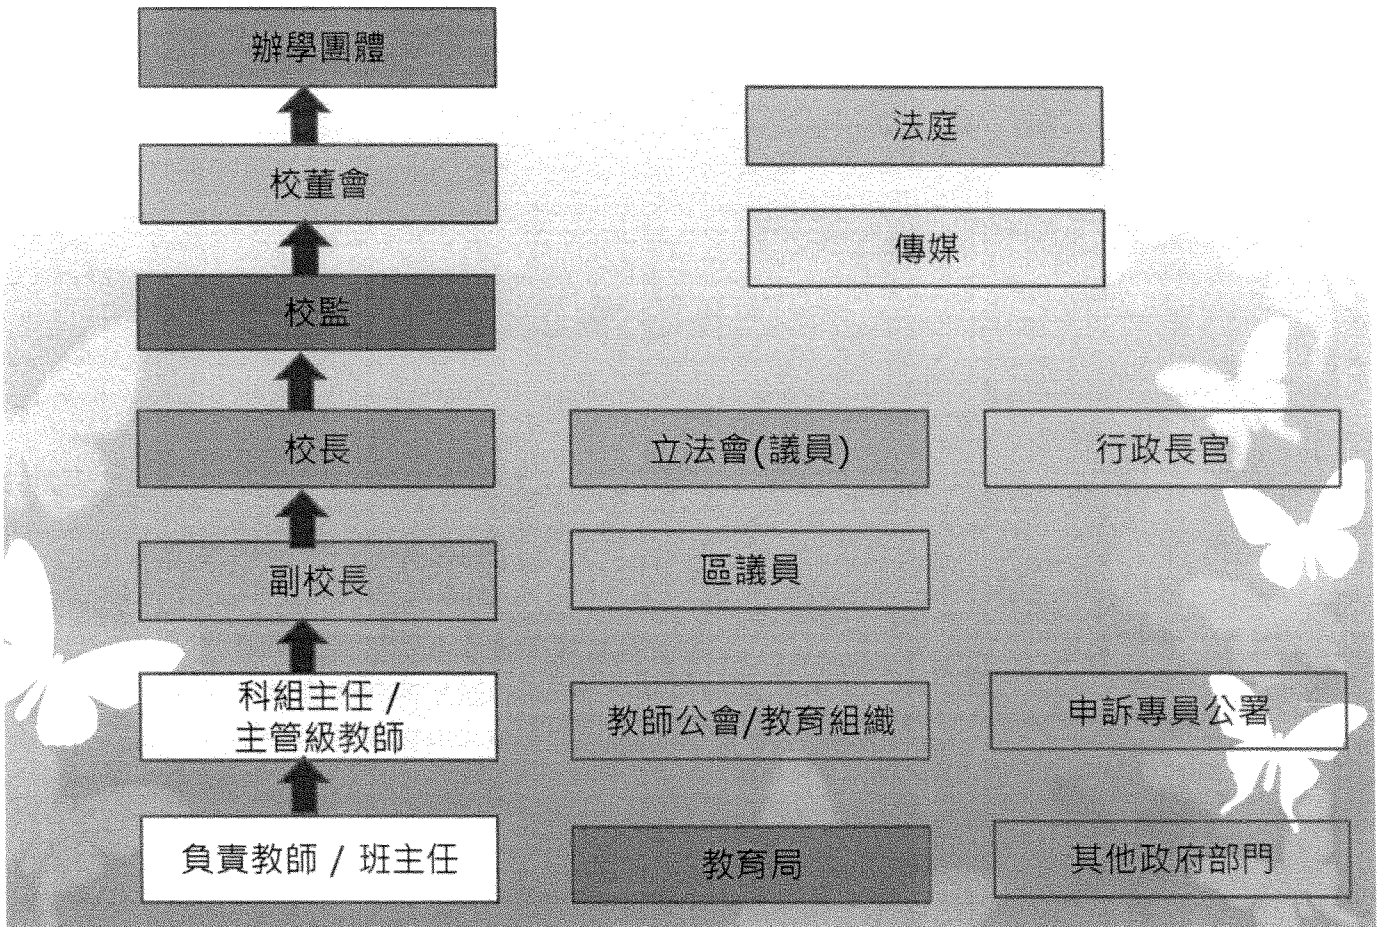 辦學團體
校董會
校監
校長
副校長
科組主任 /
主管級教師
負責教師 / 班主任
法庭
傳媒
立法會(議員)
區議員
教師公會/教育組織
教育局
行政長官
申訴專員公署
其他政府部門